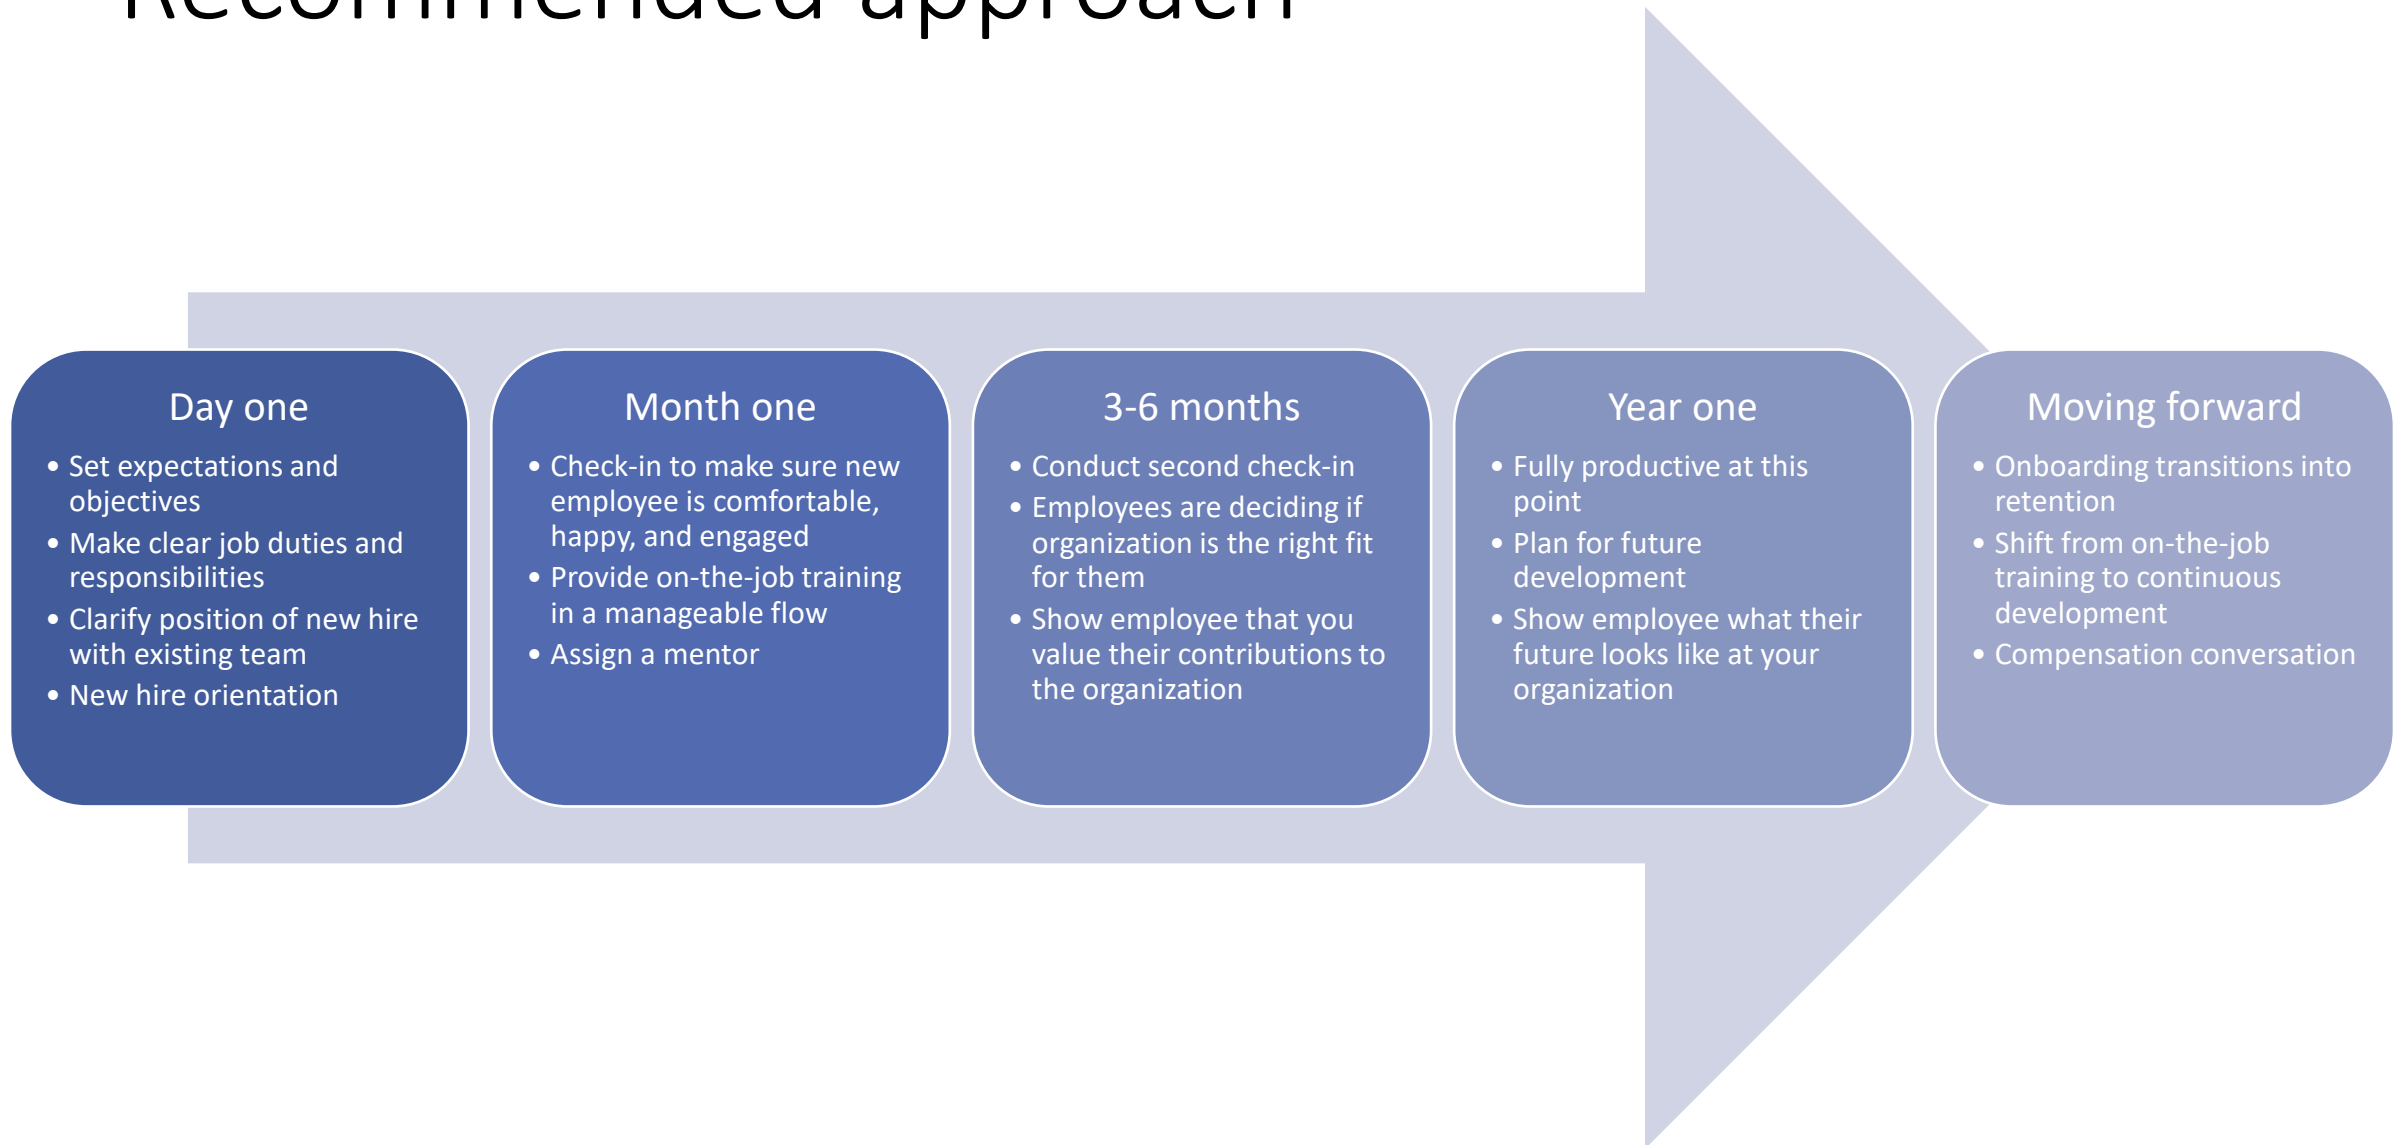 Recommended approach
Day one
• Set expectations and
objectives
• Make clear job duties and
responsibilities
• Clarify position of new hire
with existing team
• New hire orientation
Month one
• Check-in to make sure new
employee is comfortable,
happy, and engaged
• Provide on-the-job training
in a manageable flow
• Assign a mentor
3-6 months
• Conduct second check-in
• Employees are deciding if
organization is the right fit
for them
• Show employee that you
value their contributions to
the organization
Year one
• Fully productive at this
point
• Plan for future
development
• Show employee what their
future looks like at your
organization
Moving forward
• Onboarding transitions into
retention
• Shift from on-the-job
training to continuous
development
• Compensation conversation